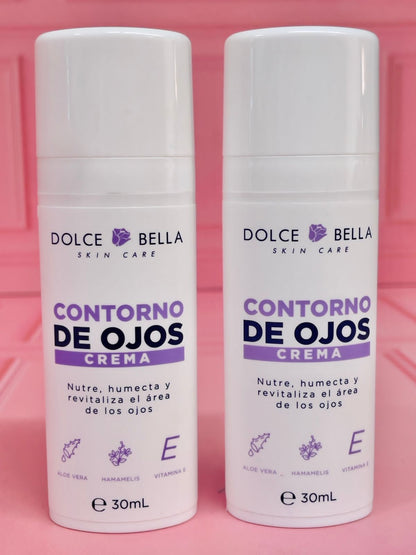 DOLCE BELLA
SKIN CARE
CONTORNO
DE OJOS
CREMA
Nutre, humecta y
revitaliza el área
de los ojos
E
ALOE VERA HAMAMELIS VITAMINA E
℮ 30mL
DOLCE BELLA
SKIN CARE
CONTORNO
DE OJOS
CREMA
Nutre, humecta y
revitaliza el área
de los ojos
E
ALOE VERA HAMAMELIS VITAMINA E
℮ 30mL